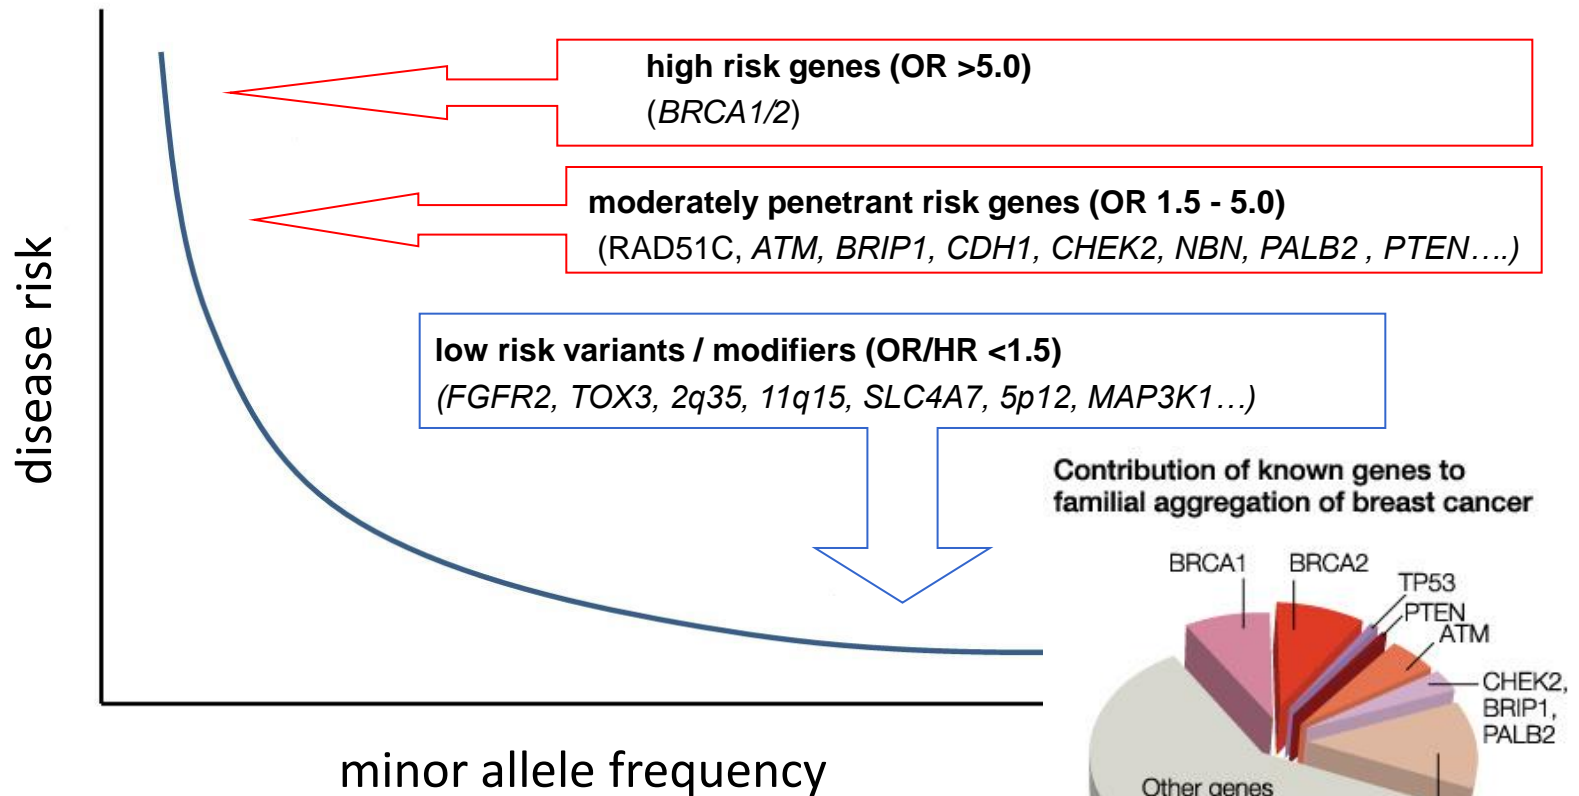 high risk genes (OR >5.0)
(BRCA1/2)
moderately penetrant risk genes (OR 1.5 - 5.0)
(RAD51C, ATM, BRIP1, CDH1, CHEK2, NBN, PALB2 , PTEN….)
low risk variants / modifiers (OR/HR <1.5)
(FGFR2, TOX3, 2q35, 11q15, SLC4A7, 5p12, MAP3K1…)
disease risk
minor allele frequency
Contribution of known genes to
familial aggregation of breast cancer
BRCA1
BRCA2
TP53
PTEN
ATM
CHEK2,
BRIP1,
PALB2
Other genes